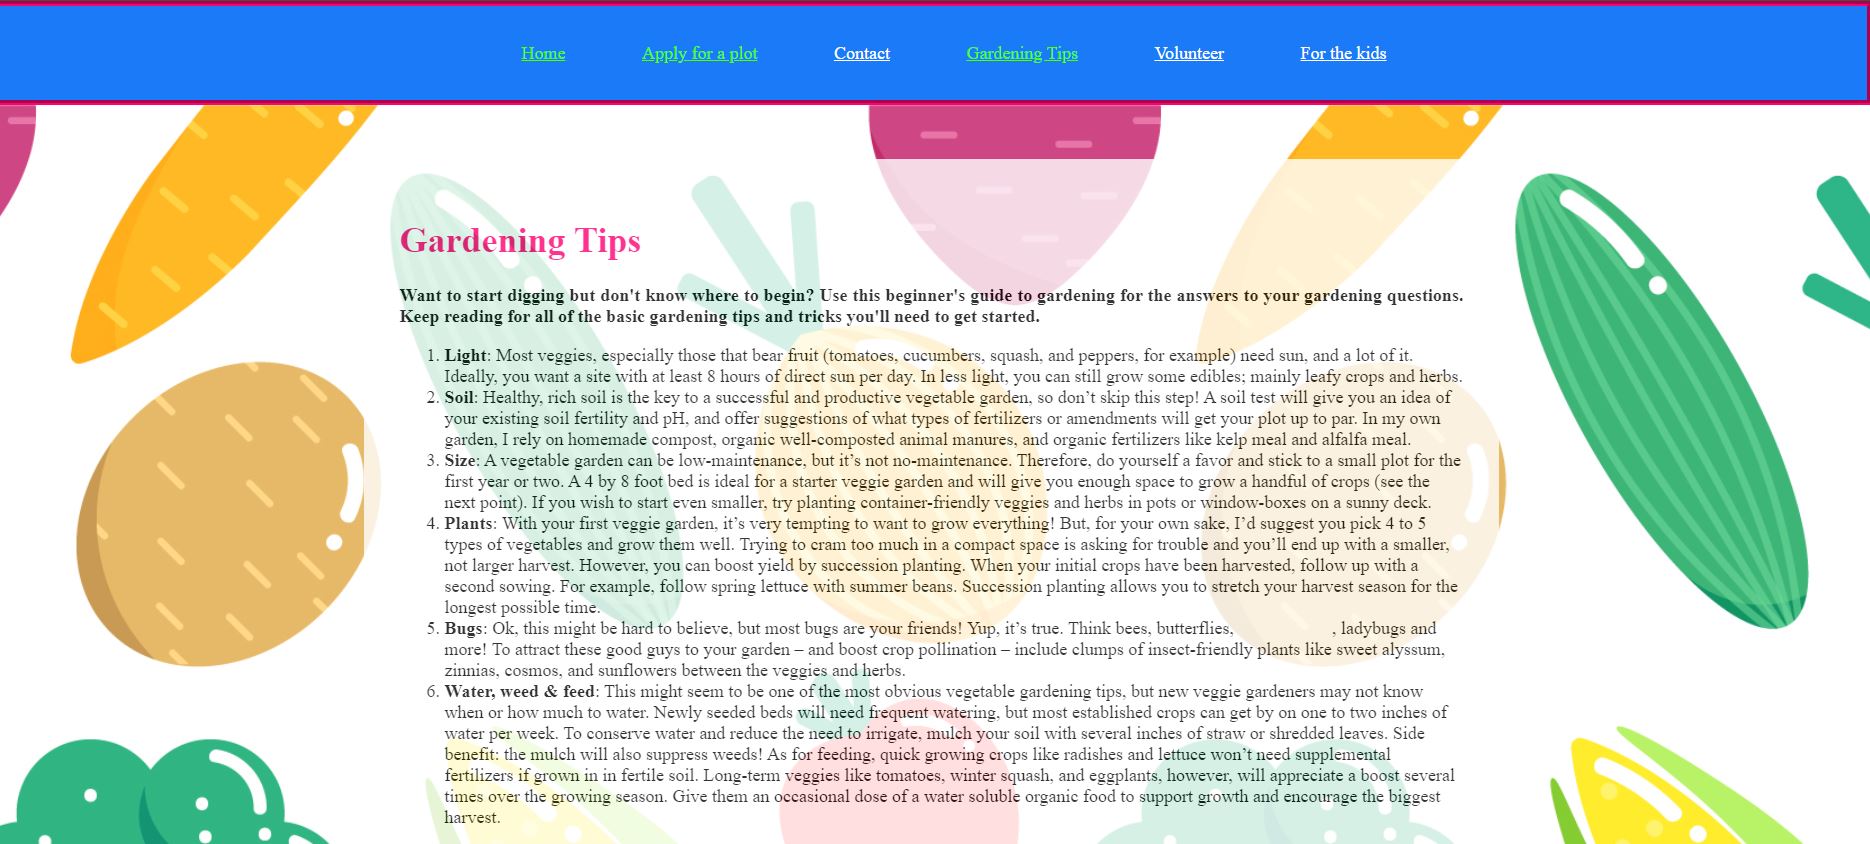 Home Apply for a plot Contact Gardening Tips Volunteer For the kids
Gardening Tips
Want to start digging but don't know where to begin? Use this beginner's guide to gardening for the answers to your gardening questions.
Keep reading for all of the basic gardening tips and tricks you'll need to get started.
1. Light: Most veggies, especially those that bear fruit (tomatoes, cucumbers, squash, and peppers, for example) need sun, and a lot of it.
Ideally, you want a site with at least 8 hours of direct sun per day. In less light, you can still grow some edibles; mainly leafy crops and herbs.
2. Soil: Healthy, rich soil is the key to a successful and productive vegetable garden, so don’t skip this step! A soil test will give you an idea of
your existing soil fertility and pH, and offer suggestions of what types of fertilizers or amendments will get your plot up to par. In my own
garden, I rely on homemade compost, organic well-composted animal manures, and organic fertilizers like kelp meal and alfalfa meal.
3. Size: A vegetable garden can be low-maintenance, but it’s not no-maintenance. Therefore, do yourself a favor and stick to a small plot for the
first year or two. A 4 by 8 foot bed is ideal for a starter veggie garden and will give you enough space to grow a handful of crops (see the
next point). If you wish to start even smaller, try planting container-friendly veggies and herbs in pots or window-boxes on a sunny deck.
4. Plants: With your first veggie garden, it’s very tempting to want to grow everything! But, for your own sake, I’d suggest you pick 4 to 5
types of vegetables and grow them well. Trying to cram too much in a compact space is asking for trouble and you’ll end up with a smaller,
not larger harvest. However, you can boost yield by succession planting. When your initial crops have been harvested, follow up with a
second sowing. For example, follow spring lettuce with summer beans. Succession planting allows you to stretch your harvest season for the
longest possible time.
5. Bugs: Ok, this might be hard to believe, but most bugs are your friends! Yup, it’s true. Think bees, butterflies, , ladybugs and
more! To attract these good guys to your garden – and boost crop pollination – include clumps of insect-friendly plants like sweet alyssum,
zinnias, cosmos, and sunflowers between the veggies and herbs.
6. Water, weed & feed: This might seem to be one of the most obvious vegetable gardening tips, but new veggie gardeners may not know
when or how much to water. Newly seeded beds will need frequent watering, but most established crops can get by on one to two inches of
water per week. To conserve water and reduce the need to irrigate, mulch your soil with several inches of straw or shredded leaves. Side
benefit: the mulch will also suppress weeds! As for feeding, quick growing crops like radishes and lettuce won’t need supplemental
fertilizers if grown in in fertile soil. Long-term veggies like tomatoes, winter squash, and eggplants, however, will appreciate a boost several
times over the growing season. Give them an occasional dose of a water soluble organic food to support growth and encourage the biggest
harvest.